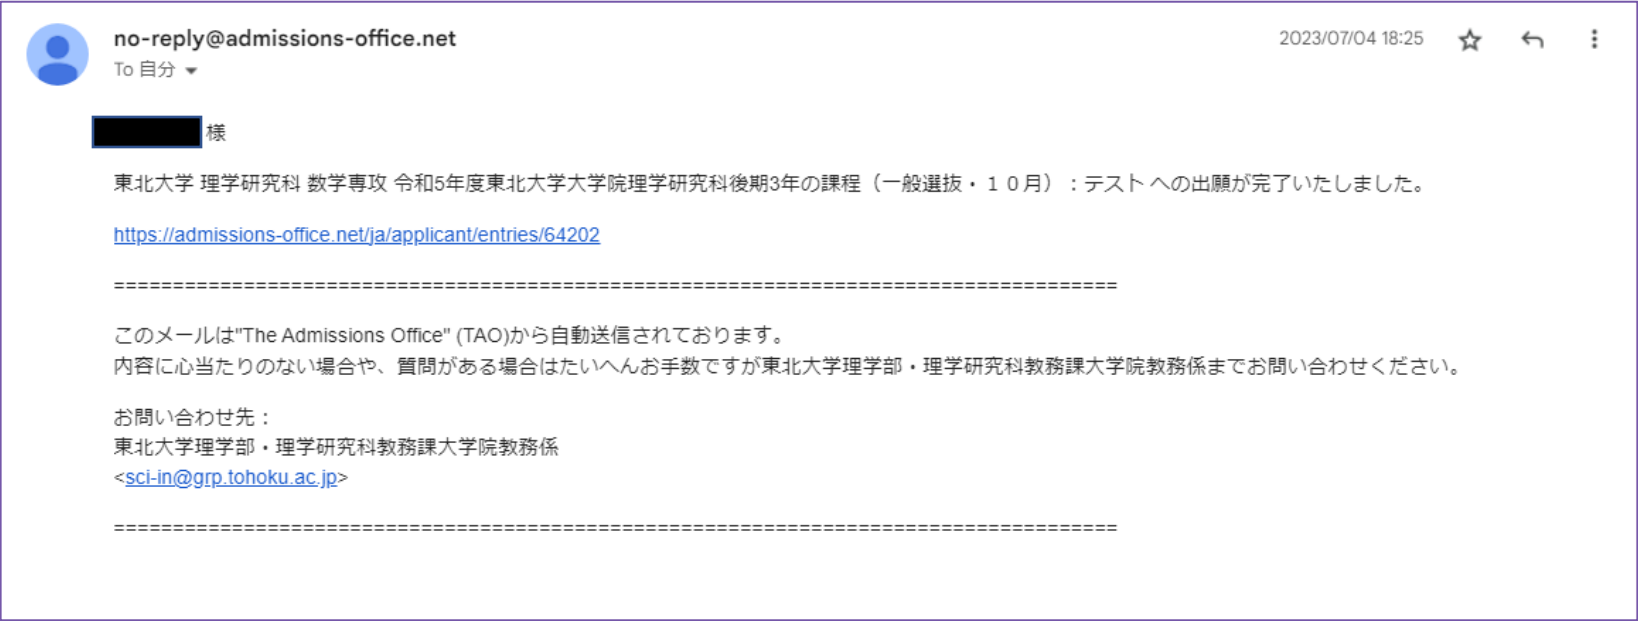 no-reply@admissions-office.net
2023/07/04 18:25
To 自分
様
東北大学 理学研究科 数学専攻 令和5年度東北大学大学院理学研究科後期3年の課程（一般選抜・１０月）：テスト への出願が完了いたしました。
https://admissions-office.net/ja/applicant/entries/64202
=====================================================================================
このメールは"The Admissions Office" (TAO)から自動送信されております。
内容に心当たりのない場合や、質問がある場合はたいへんお手数ですが東北大学理学部・理学研究科教務課大学院教務係までお問い合わせください。
お問い合わせ先：
東北大学理学部・理学研究科教務課大学院教務係
<sci-in@grp.tohoku.ac.jp>
=====================================================================================